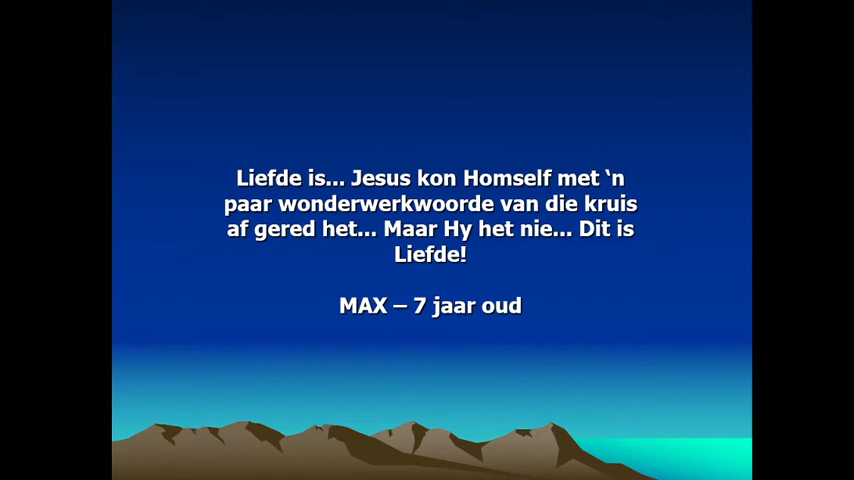 Liefde is... Jesus kon Homself met ‘n
paar wonderwerkwoorde van die kruis
af gered het... Maar Hy het nie... Dit is
Liefde!
MAX – 7 jaar oud